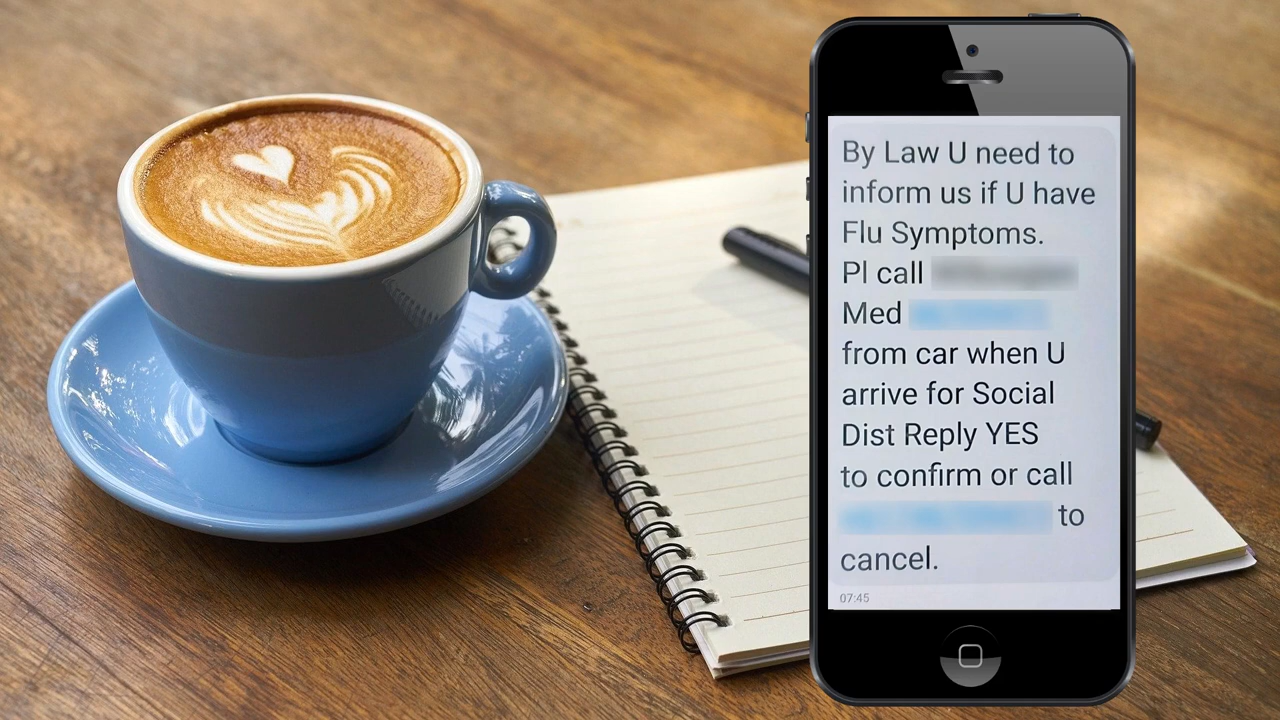 By Law U need to
inform us if U have
Flu Symptoms.
Pl call
Med
from car when U
arrive for Social
Dist Reply YES
to confirm or call
to
cancel.
07:45